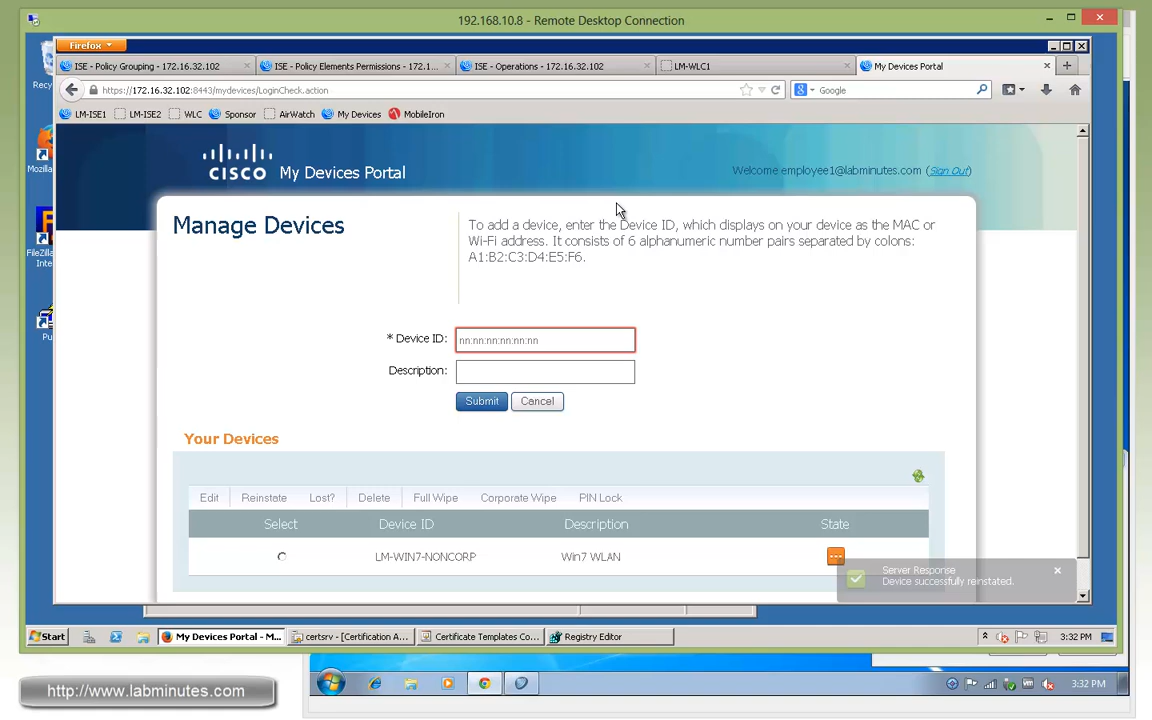 192.168.10.8 - Remote Desktop Connection
Firefox
ISE - Policy Grouping - 172.16.32.102
ISE - Policy Elements Permissions - 172.1...
ISE - Operations - 172.16.32.102
LM-WLC1
My Devices Portal
https://172.16.32.102:8443/mydevices/LoginCheck.action
Google
LM-ISE1
LM-ISE2
WLC
Sponsor
AirWatch
My Devices
MobileIron
Recy
Mozilla
FileZilla
Inte
Pu
CISCO My Devices Portal
Welcome employee1@labminutes.com (Sign Out)
Manage Devices
To add a device, enter the Device ID, which displays on your device as the MAC or
Wi-Fi address. It consists of 6 alphanumeric number pairs separated by colons:
A1:B2:C3:D4:E5:F6.
* Device ID:
nn:nn:nn:nn:nn:nn
Description:
Submit
Cancel
Your Devices
Edit
Reinstate
Lost?
Delete
Full Wipe
Corporate Wipe
PIN Lock
Select
Device ID
Description
State
LM-WIN7-NONCORP
Win7 WLAN
Server Response
Device successfully reinstated.
Start
My Devices Portal - M...
certsrv - [Certification A...
Certificate Templates Co...
Registry Editor
3:32 PM
http://www.labminutes.com
3:32 PM